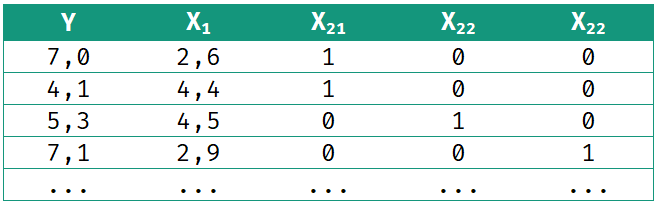 Y X₁ X₂₁ X₂₂ X₂₂
7,0 2,6 1 0 0
4,1 4,4 1 0 0
5,3 4,5 0 1 0
7,1 2,9 0 0 1
... ... ... ... ...